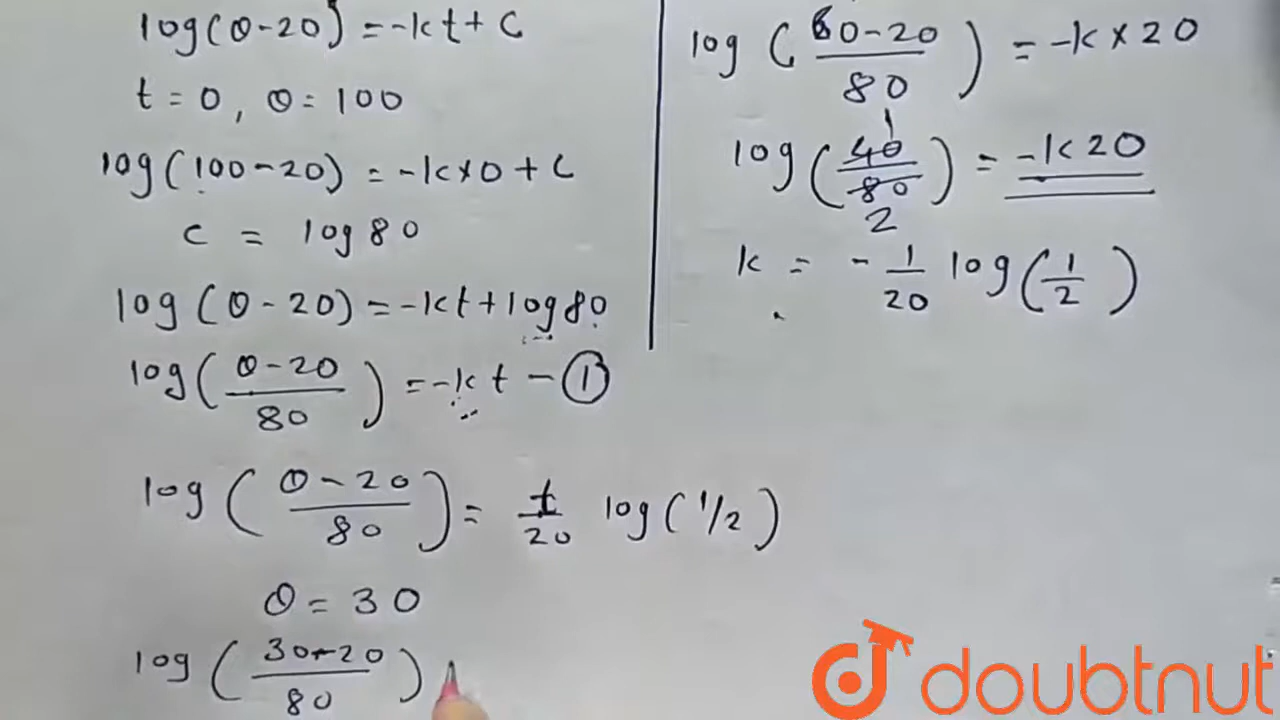 log(θ-20) = -kt + C
t = 0, θ = 100
log(100-20) = -k×0 + C
c = log 80
log(θ-20) = -kt + log 80
log(θ-20/80) = -kt - ①
log(θ-20/80) = t/20 log(1/2)
θ = 30
log(30-20/80)
log(60-20/80) = -k×20
log(40/80) = -k20
1
2
k = -1/20 log(1/2)
doubtnut